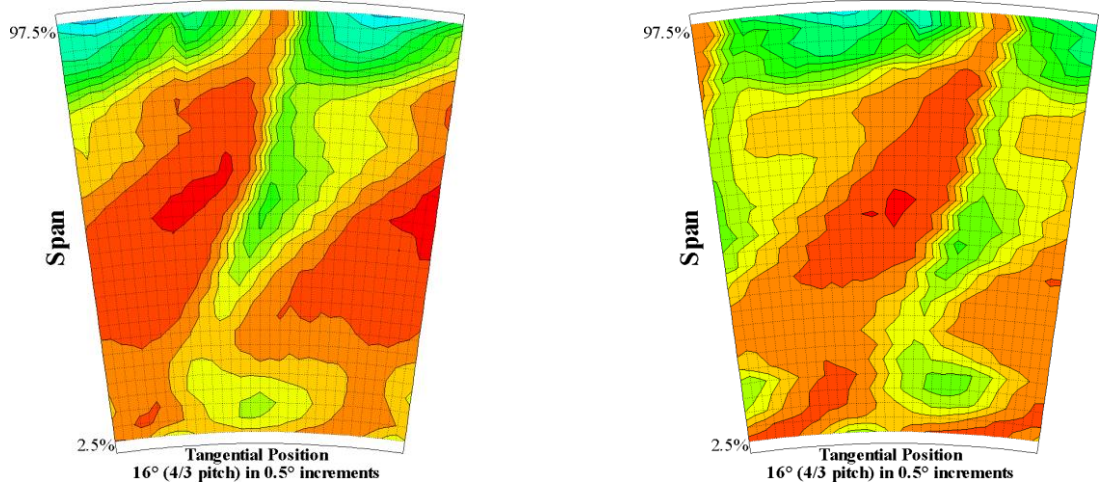 97.5%
Span
2.5%
Tangential Position
16° (4/3 pitch) in 0.5° increments
97.5%
Span
2.5%
Tangential Position
16° (4/3 pitch) in 0.5° increments